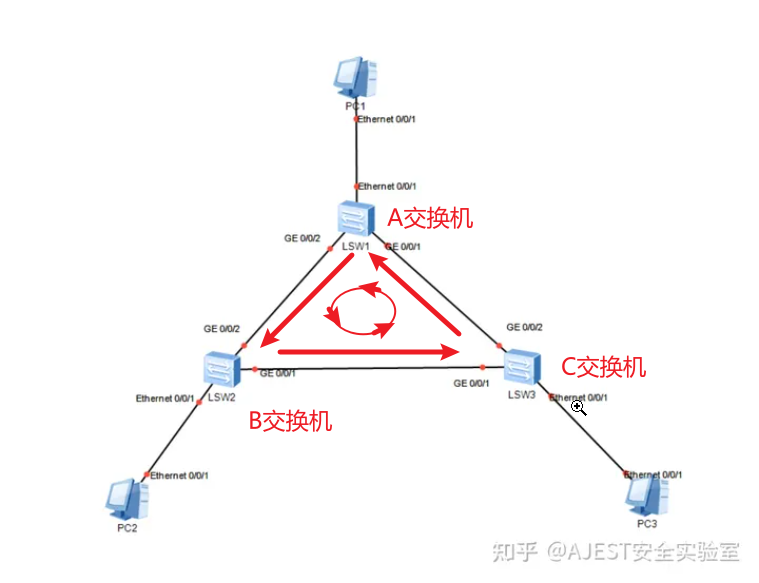 PC1
Ethernet 0/0/1
Ethernet 0/0/1
A交换机
GE 0/0/2
LSW1
GE 0/0/1
GE 0/0/2
GE 0/0/2
GE 0/0/1
GE 0/0/1
C交换机
LSW2
LSW3
Ethernet 0/0/1
Ethernet 0/0/1
B交换机
Ethernet 0/0/1
Ethernet 0/0/1
PC2
PC3
知乎 @AJEST安全实验室